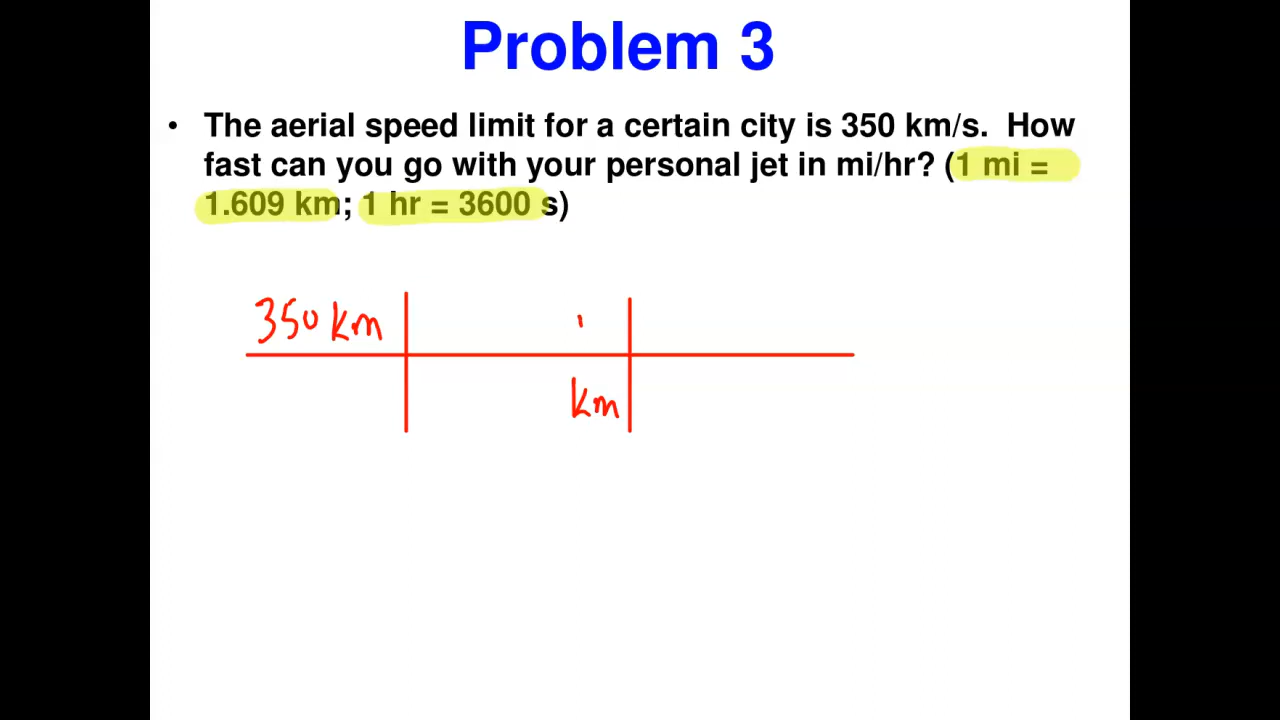 Problem 3
• The aerial speed limit for a certain city is 350 km/s. How
fast can you go with your personal jet in mi/hr? (1 mi =
1.609 km; 1 hr = 3600 s)
350 km
km